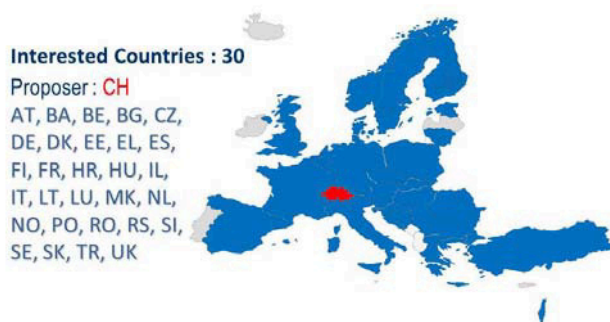 Interested Countries : 30
Proposer : CH
AT, BA, BE, BG, CZ,
DE, DK, EE, EL, ES,
FI, FR, HR, HU, IL,
IT, LT, LU, MK, NL,
NO, PO, RO, RS, SI,
SE, SK, TR, UK